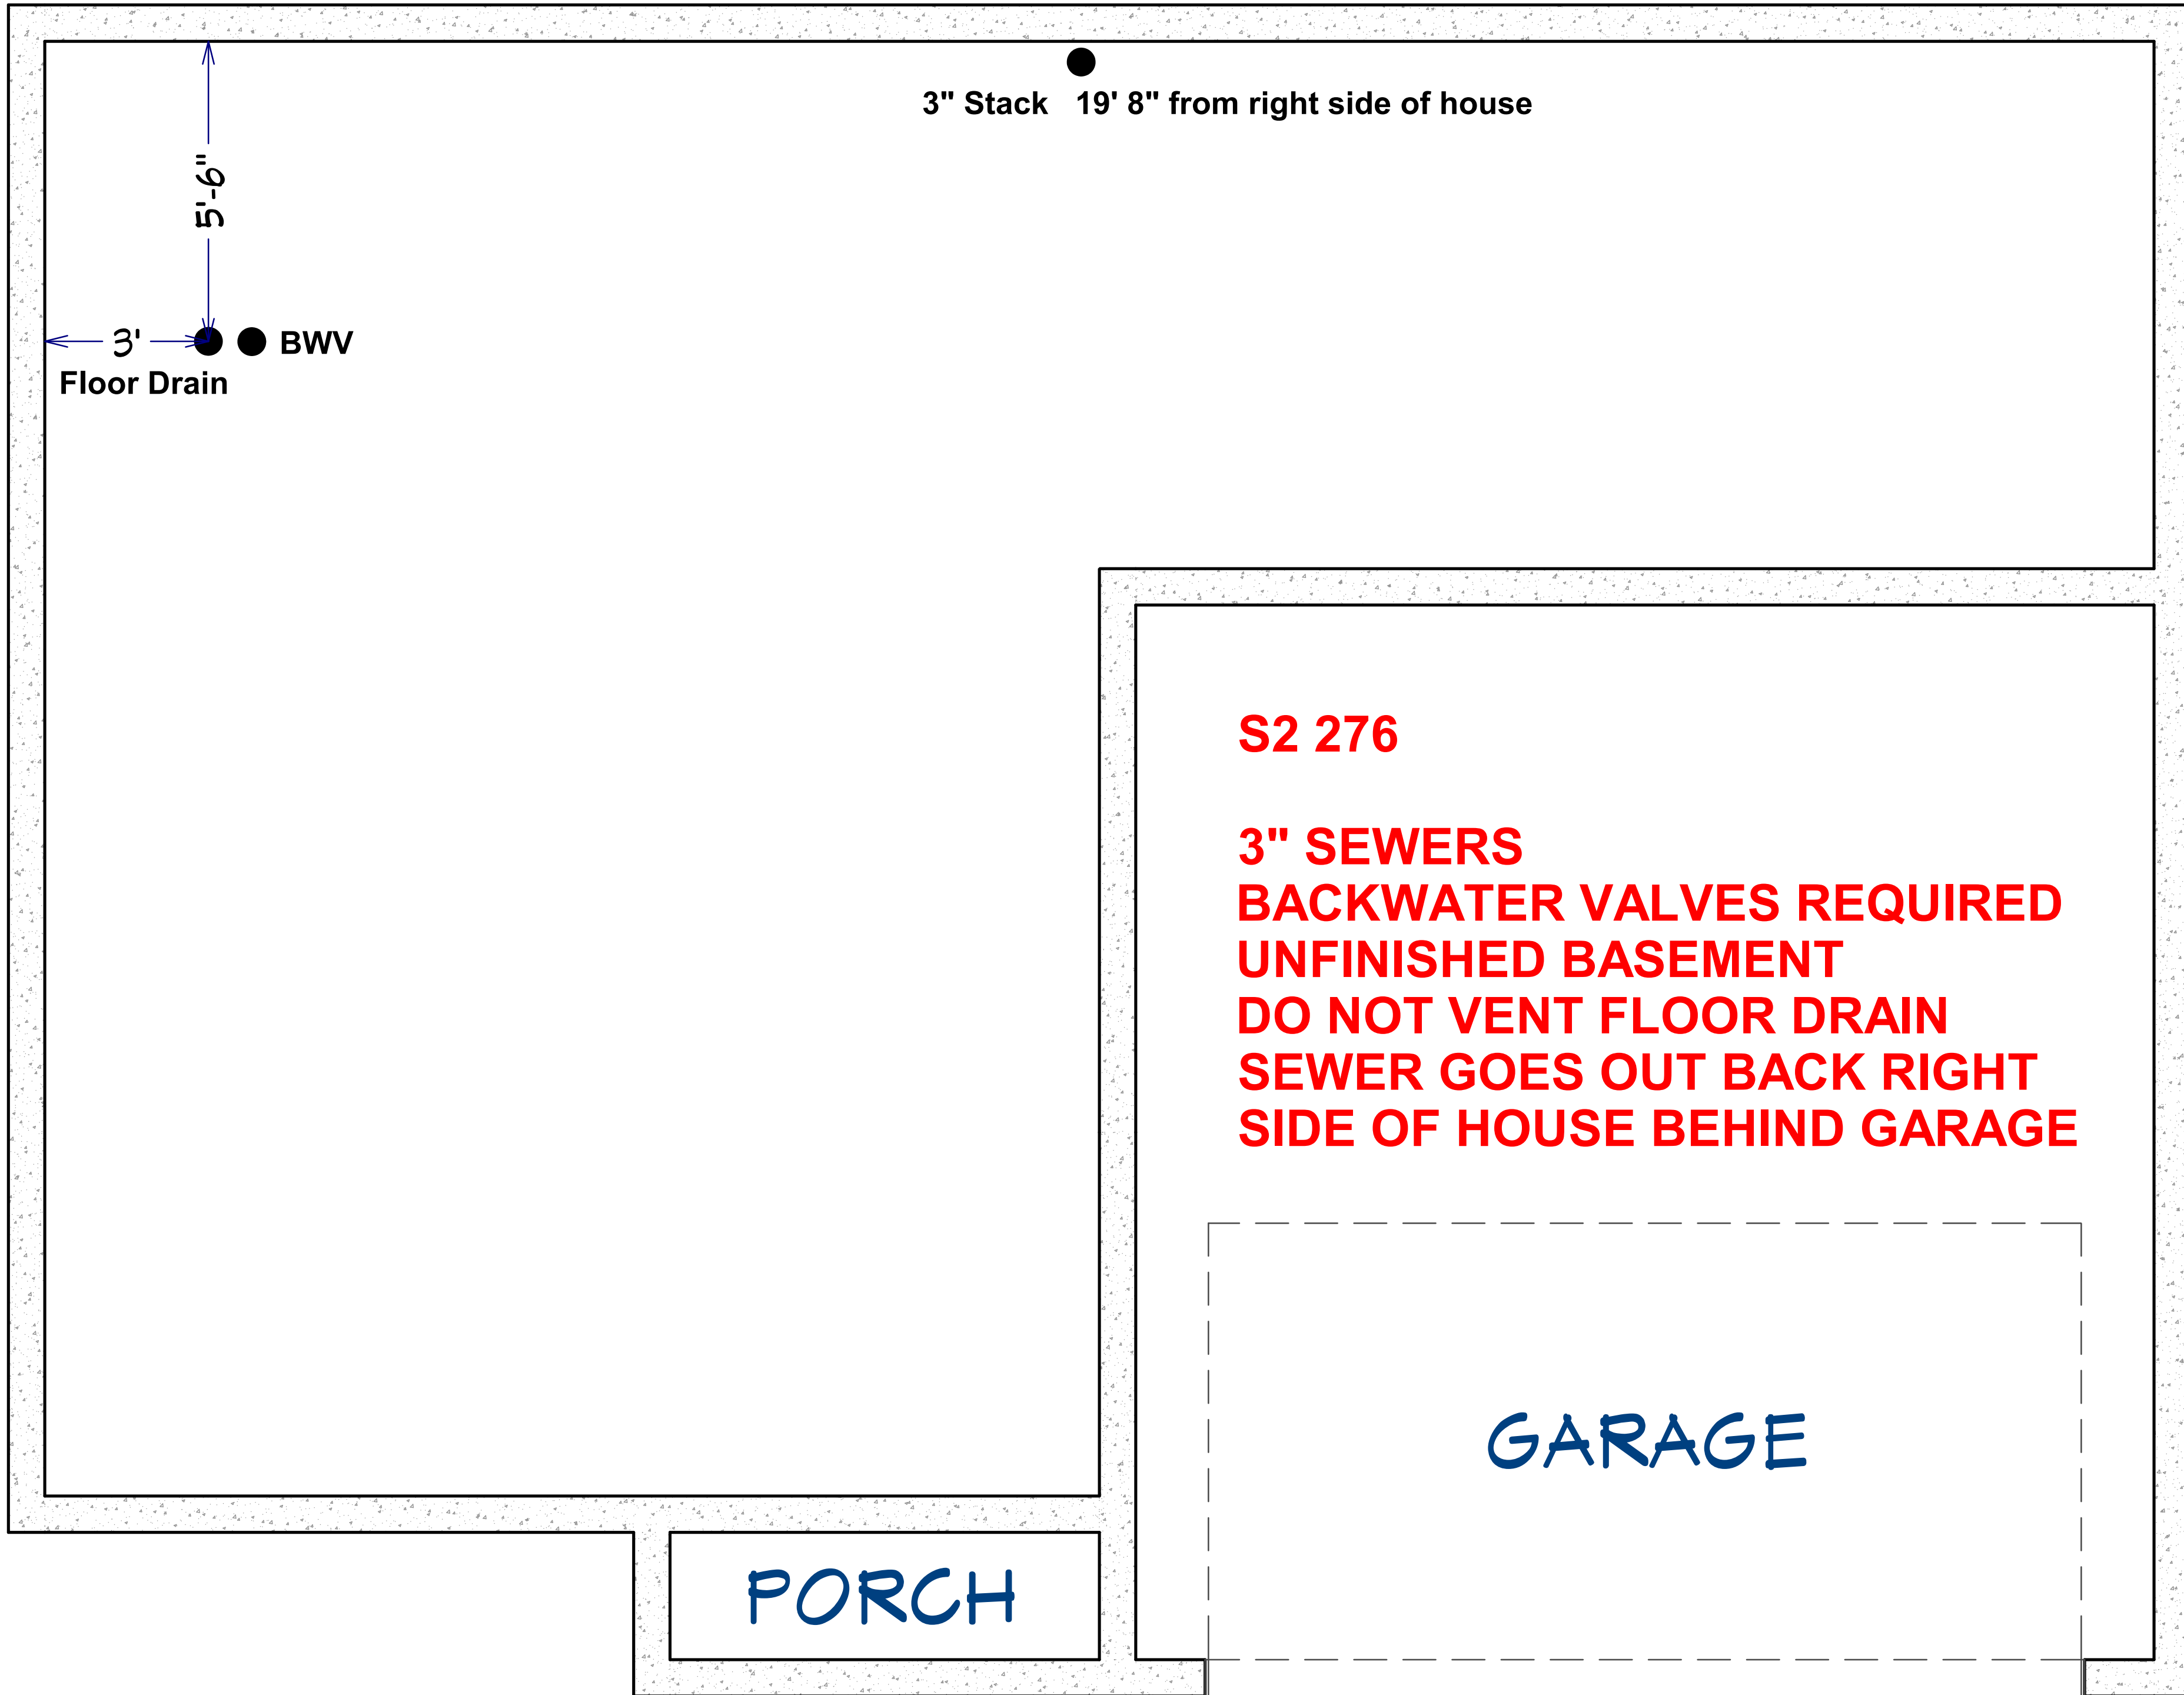 3" Stack   19' 8" from right side of house
5'-6"
3'
BWV
Floor Drain
S2 276
3" SEWERS
BACKWATER VALVES REQUIRED
UNFINISHED BASEMENT
DO NOT VENT FLOOR DRAIN
SEWER GOES OUT BACK RIGHT
SIDE OF HOUSE BEHIND GARAGE
GARAGE
PORCH